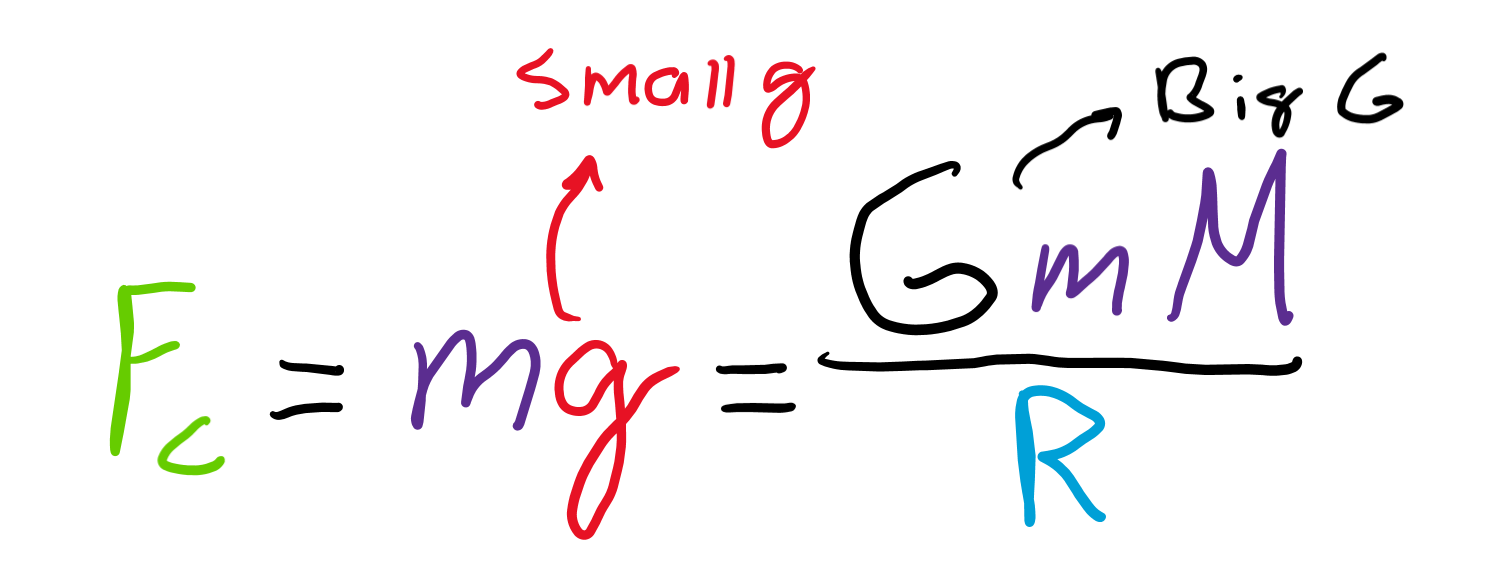 Small g
Big G
F_c = mg = GmM / R